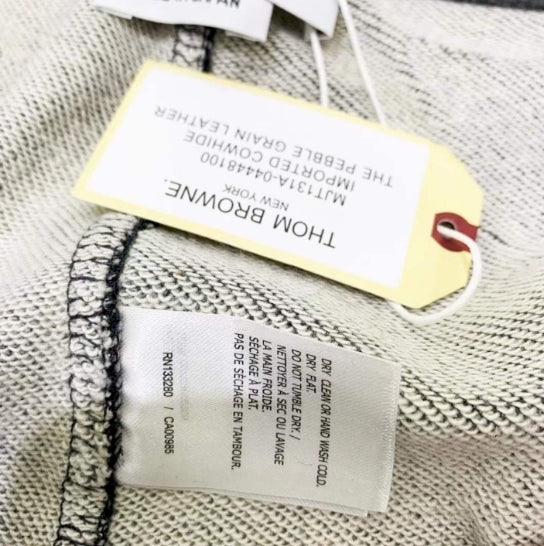 THOM BROWNE.
NEW YORK
MJT131A-04448100
IMPORTED COWHIDE
THE PEBBLE GRAIN LEATHER
DRY CLEAN OR HAND WASH COLD.
DRY FLAT.
DO NOT TUMBLE DRY. /
NETTOYER À SEC OU LAVAGE
LA MAIN FROIDE.
SÉCHAGE À PLAT.
PAS DE SÉCHAGE EN TAMBOUR.
RN133280 / CA00985